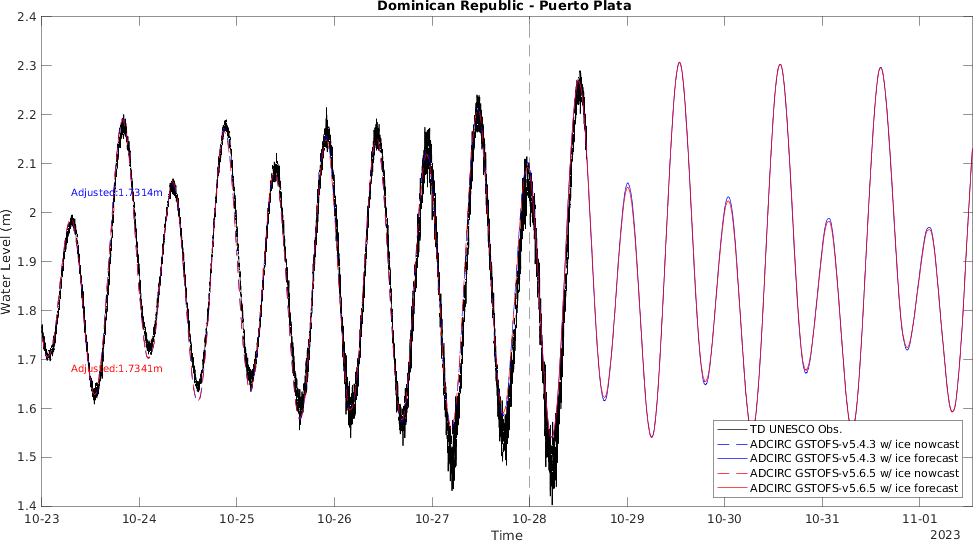 Dominican Republic - Puerto Plata
2.4
2.3
2.2
2.1
2
1.9
1.8
1.7
1.6
1.5
1.4
Water Level (m)
Adjusted:1.7314m
Adjusted:1.7341m
TD UNESCO Obs.
ADCIRC GSTOFS-v5.4.3 w/ ice nowcast
ADCIRC GSTOFS-v5.4.3 w/ ice forecast
ADCIRC GSTOFS-v5.6.5 w/ ice nowcast
ADCIRC GSTOFS-v5.6.5 w/ ice forecast
10-23 10-24 10-25 10-26 10-27 10-28 10-29 10-30 10-31 11-01
Time
2023